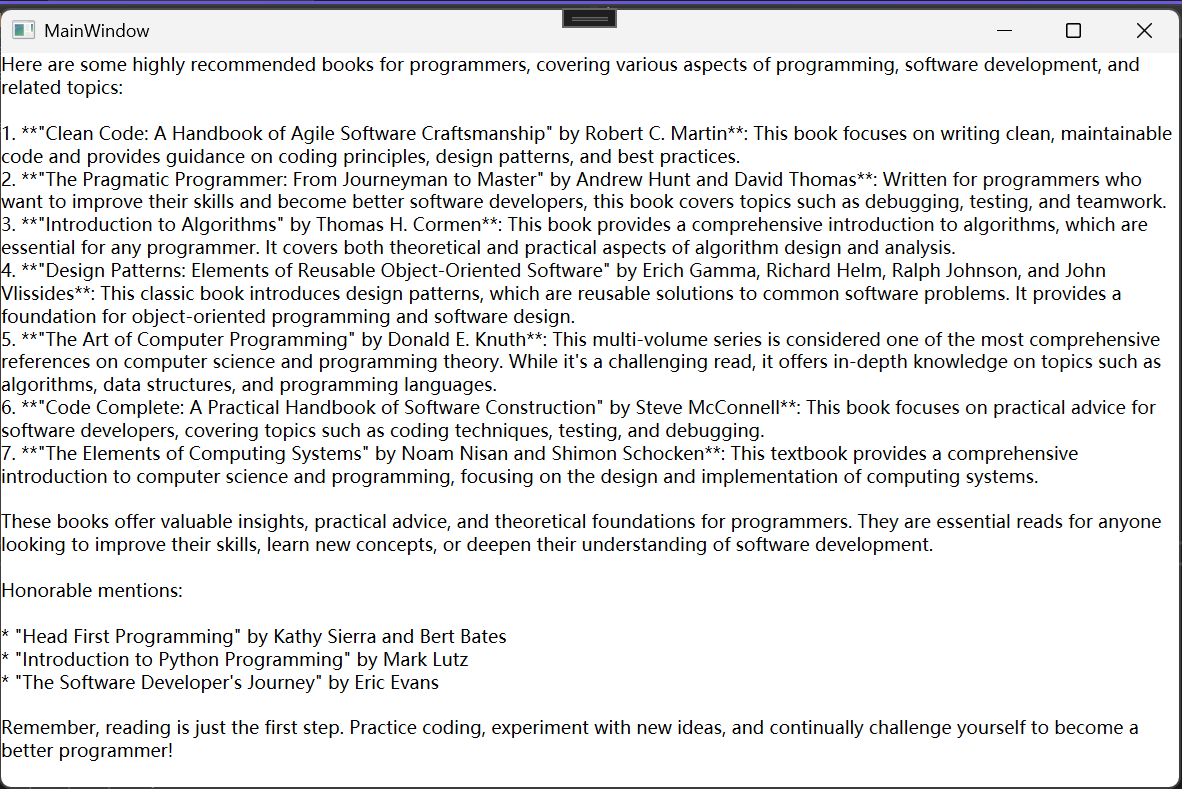 MainWindow
Here are some highly recommended books for programmers, covering various aspects of programming, software development, and
related topics:
1. **"Clean Code: A Handbook of Agile Software Craftsmanship" by Robert C. Martin**: This book focuses on writing clean, maintainable
code and provides guidance on coding principles, design patterns, and best practices.
2. **"The Pragmatic Programmer: From Journeyman to Master" by Andrew Hunt and David Thomas**: Written for programmers who
want to improve their skills and become better software developers, this book covers topics such as debugging, testing, and teamwork.
3. **"Introduction to Algorithms" by Thomas H. Cormen**: This book provides a comprehensive introduction to algorithms, which are
essential for any programmer. It covers both theoretical and practical aspects of algorithm design and analysis.
4. **"Design Patterns: Elements of Reusable Object-Oriented Software" by Erich Gamma, Richard Helm, Ralph Johnson, and John
Vlissides**: This classic book introduces design patterns, which are reusable solutions to common software problems. It provides a
foundation for object-oriented programming and software design.
5. **"The Art of Computer Programming" by Donald E. Knuth**: This multi-volume series is considered one of the most comprehensive
references on computer science and programming theory. While it's a challenging read, it offers in-depth knowledge on topics such as
algorithms, data structures, and programming languages.
6. **"Code Complete: A Practical Handbook of Software Construction" by Steve McConnell**: This book focuses on practical advice for
software developers, covering topics such as coding techniques, testing, and debugging.
7. **"The Elements of Computing Systems" by Noam Nisan and Shimon Schocken**: This textbook provides a comprehensive
introduction to computer science and programming, focusing on the design and implementation of computing systems.
These books offer valuable insights, practical advice, and theoretical foundations for programmers. They are essential reads for anyone
looking to improve their skills, learn new concepts, or deepen their understanding of software development.
Honorable mentions:
* "Head First Programming" by Kathy Sierra and Bert Bates
* "Introduction to Python Programming" by Mark Lutz
* "The Software Developer's Journey" by Eric Evans
Remember, reading is just the first step. Practice coding, experiment with new ideas, and continually challenge yourself to become a
better programmer!